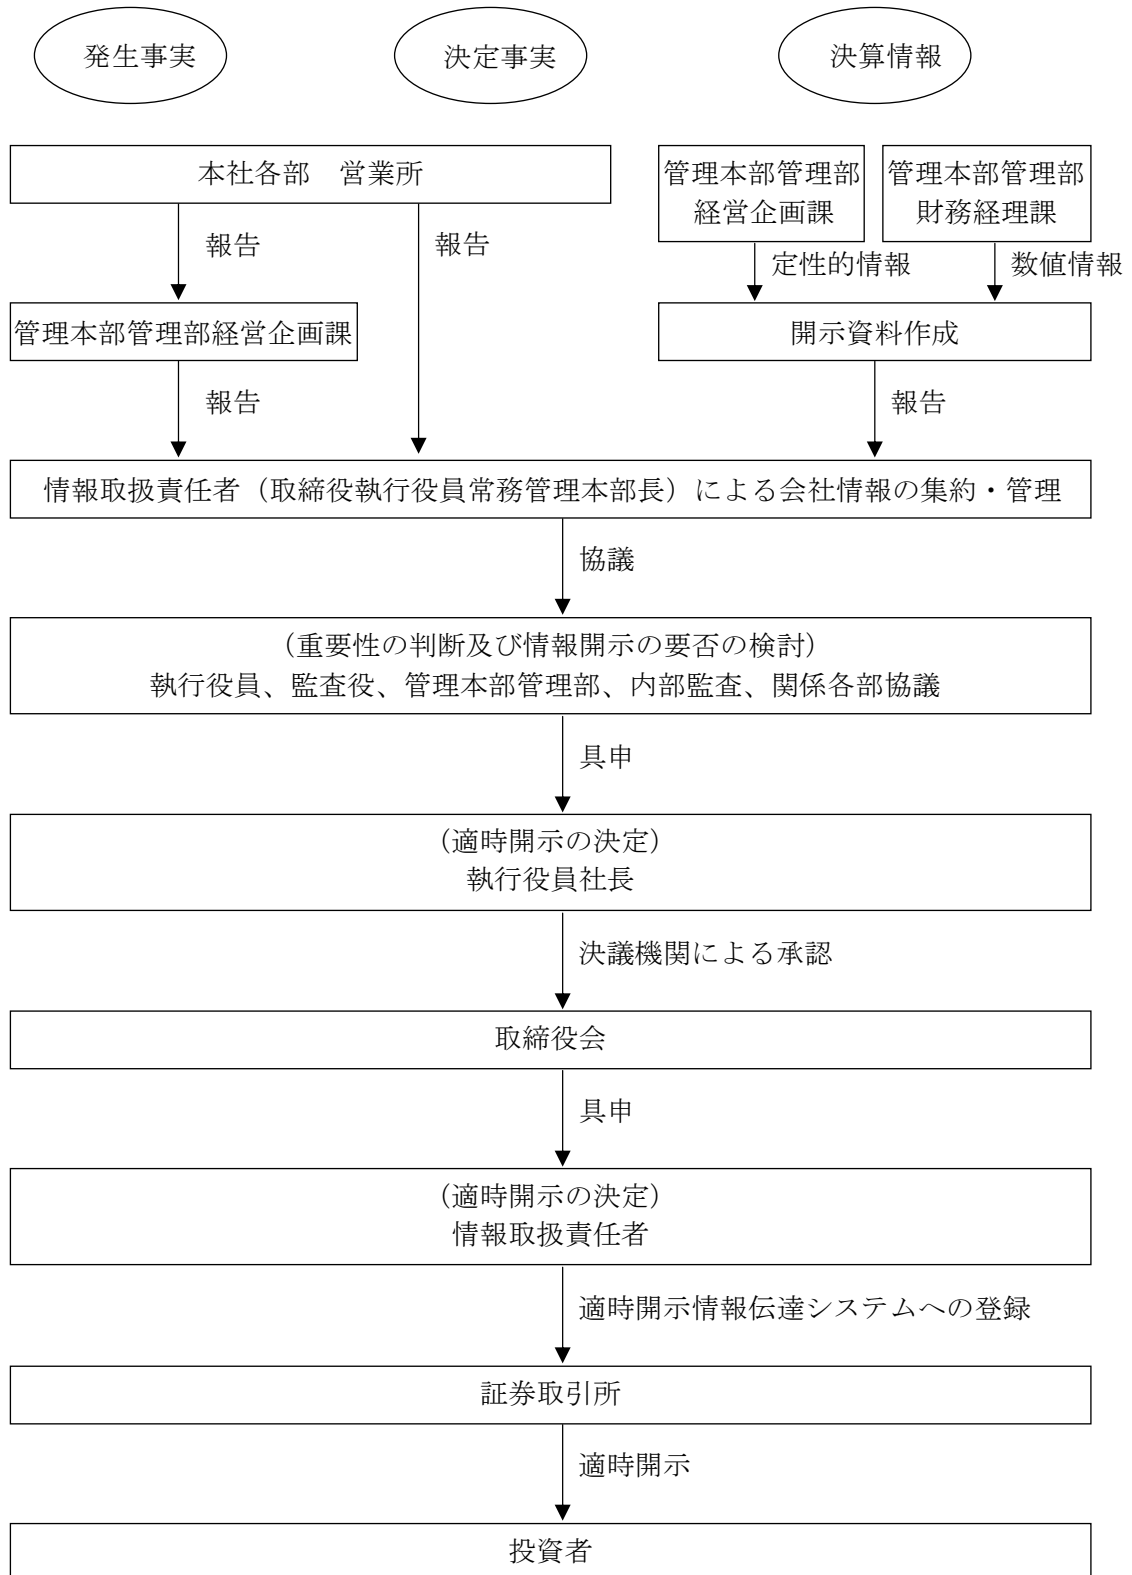 発生事実
決定事実
決算情報
本社各部　営業所
管理本部管理部
経営企画課
管理本部管理部
財務経理課
報告
報告
定性的情報
数値情報
管理本部管理部経営企画課
開示資料作成
報告
報告
情報取扱責任者（取締役執行役員常務管理本部長）による会社情報の集約・管理
協議
（重要性の判断及び情報開示の要否の検討）
執行役員、監査役、管理本部管理部、内部監査、関係各部協議
具申
（適時開示の決定）
執行役員社長
決議機関による承認
取締役会
具申
（適時開示の決定）
情報取扱責任者
適時開示情報伝達システムへの登録
証券取引所
適時開示
投資者